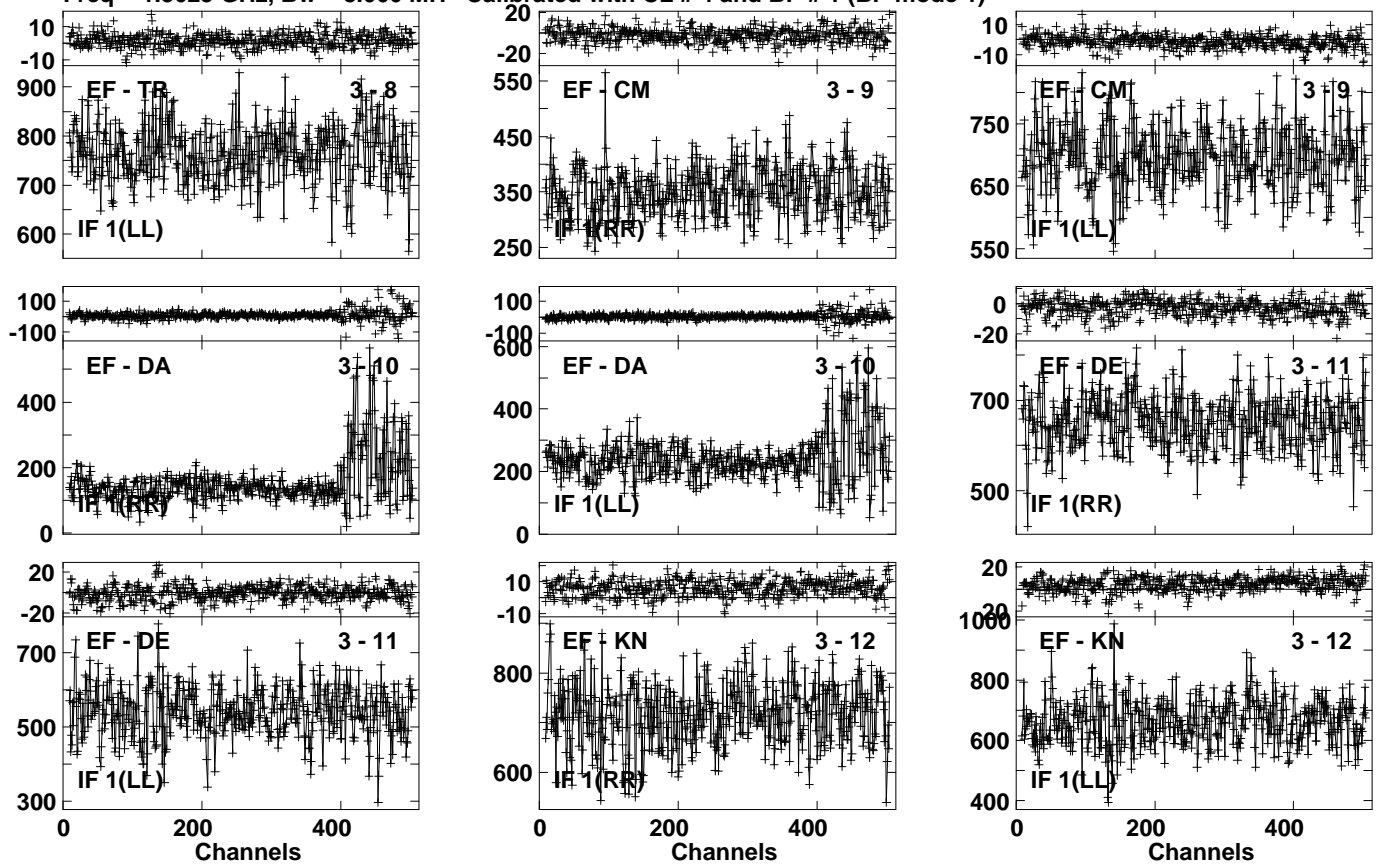 10
-10
900
800
700
600
EF - TR
3 - 8
IF 1(LL)
20
-20
550
450
350
250
EF - CM
3 - 9
IF 1(RR)
10
-10
750
650
550
EF - CM
3 - 9
IF 1(LL)
100
-100
400
200
0
EF - DA
3 - 10
IF 1(RR)
100
-100
600
400
200
0
EF - DA
3 - 10
IF 1(LL)
0
-20
700
500
EF - DE
3 - 11
IF 1(RR)
20
-20
700
500
300
EF - DE
3 - 11
IF 1(LL)
0 200 400
Channels
10
-10
800
600
EF - KN
3 - 12
IF 1(RR)
0 200 400
Channels
20
1000
800
600
400
EF - KN
3 - 12
IF 1(LL)
0 200 400
Channels